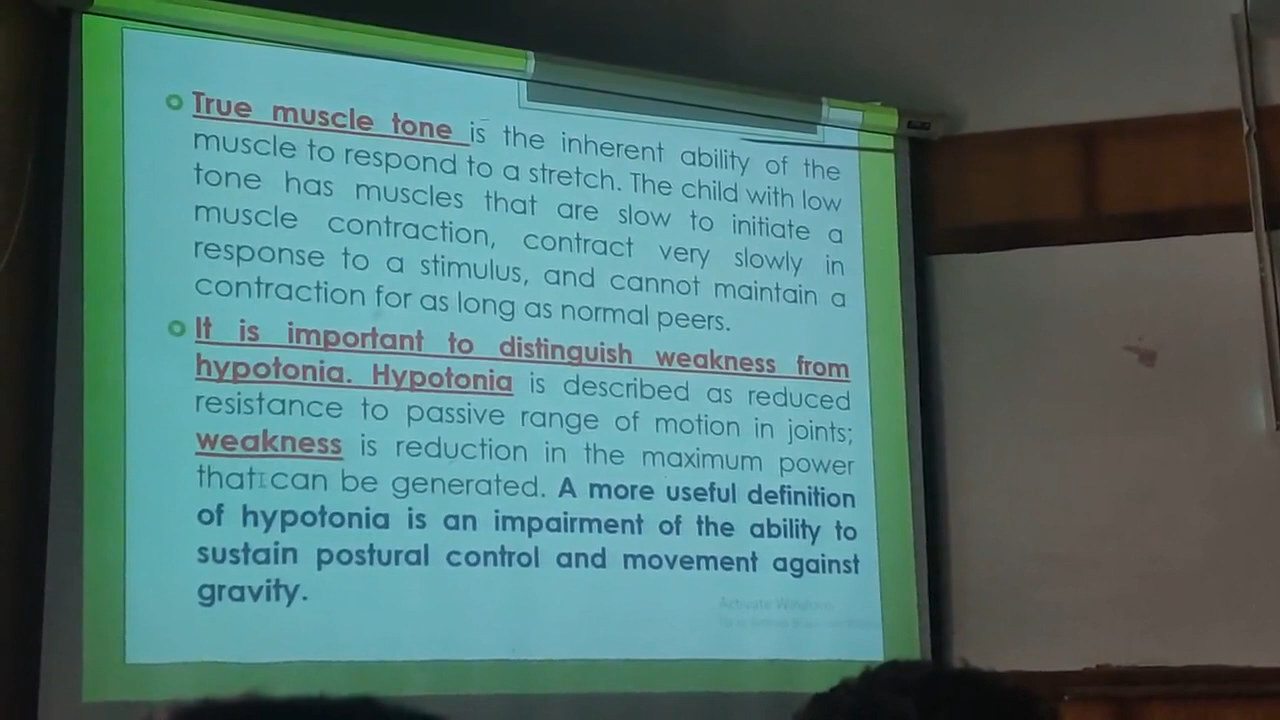 True muscle tone is the inherent ability of the
muscle to respond to a stretch. The child with low
tone has muscles that are slow to initiate a
muscle contraction, contract very slowly in
response to a stimulus, and cannot maintain a
contraction for as long as normal peers.
It is important to distinguish weakness from
hypotonia. Hypotonia is described as reduced
resistance to passive range of motion in joints;
weakness is reduction in the maximum power
that can be generated. A more useful definition
of hypotonia is an impairment of the ability to
sustain postural control and movement against
gravity.
Activate Windows